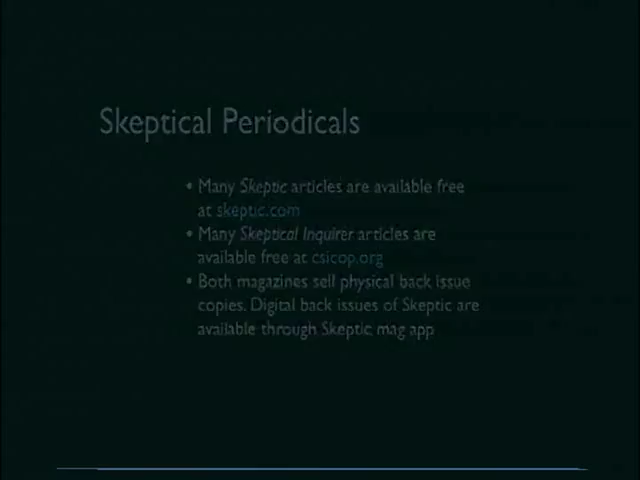 Skeptical Periodicals
• Many Skeptic articles are available free
at skeptic.com
• Many Skeptical Inquirer articles are
available free at csicop.org
• Both magazines sell physical back issue
copies. Digital back issues of Skeptic are
available through Skeptic mag app